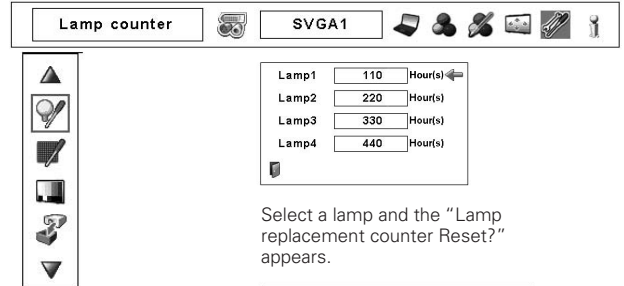 Lamp counter SVGA1
Lamp1 110 Hour(s)
Lamp2 220 Hour(s)
Lamp3 330 Hour(s)
Lamp4 440 Hour(s)
Select a lamp and the “Lamp
replacement counter Reset?”
appears.